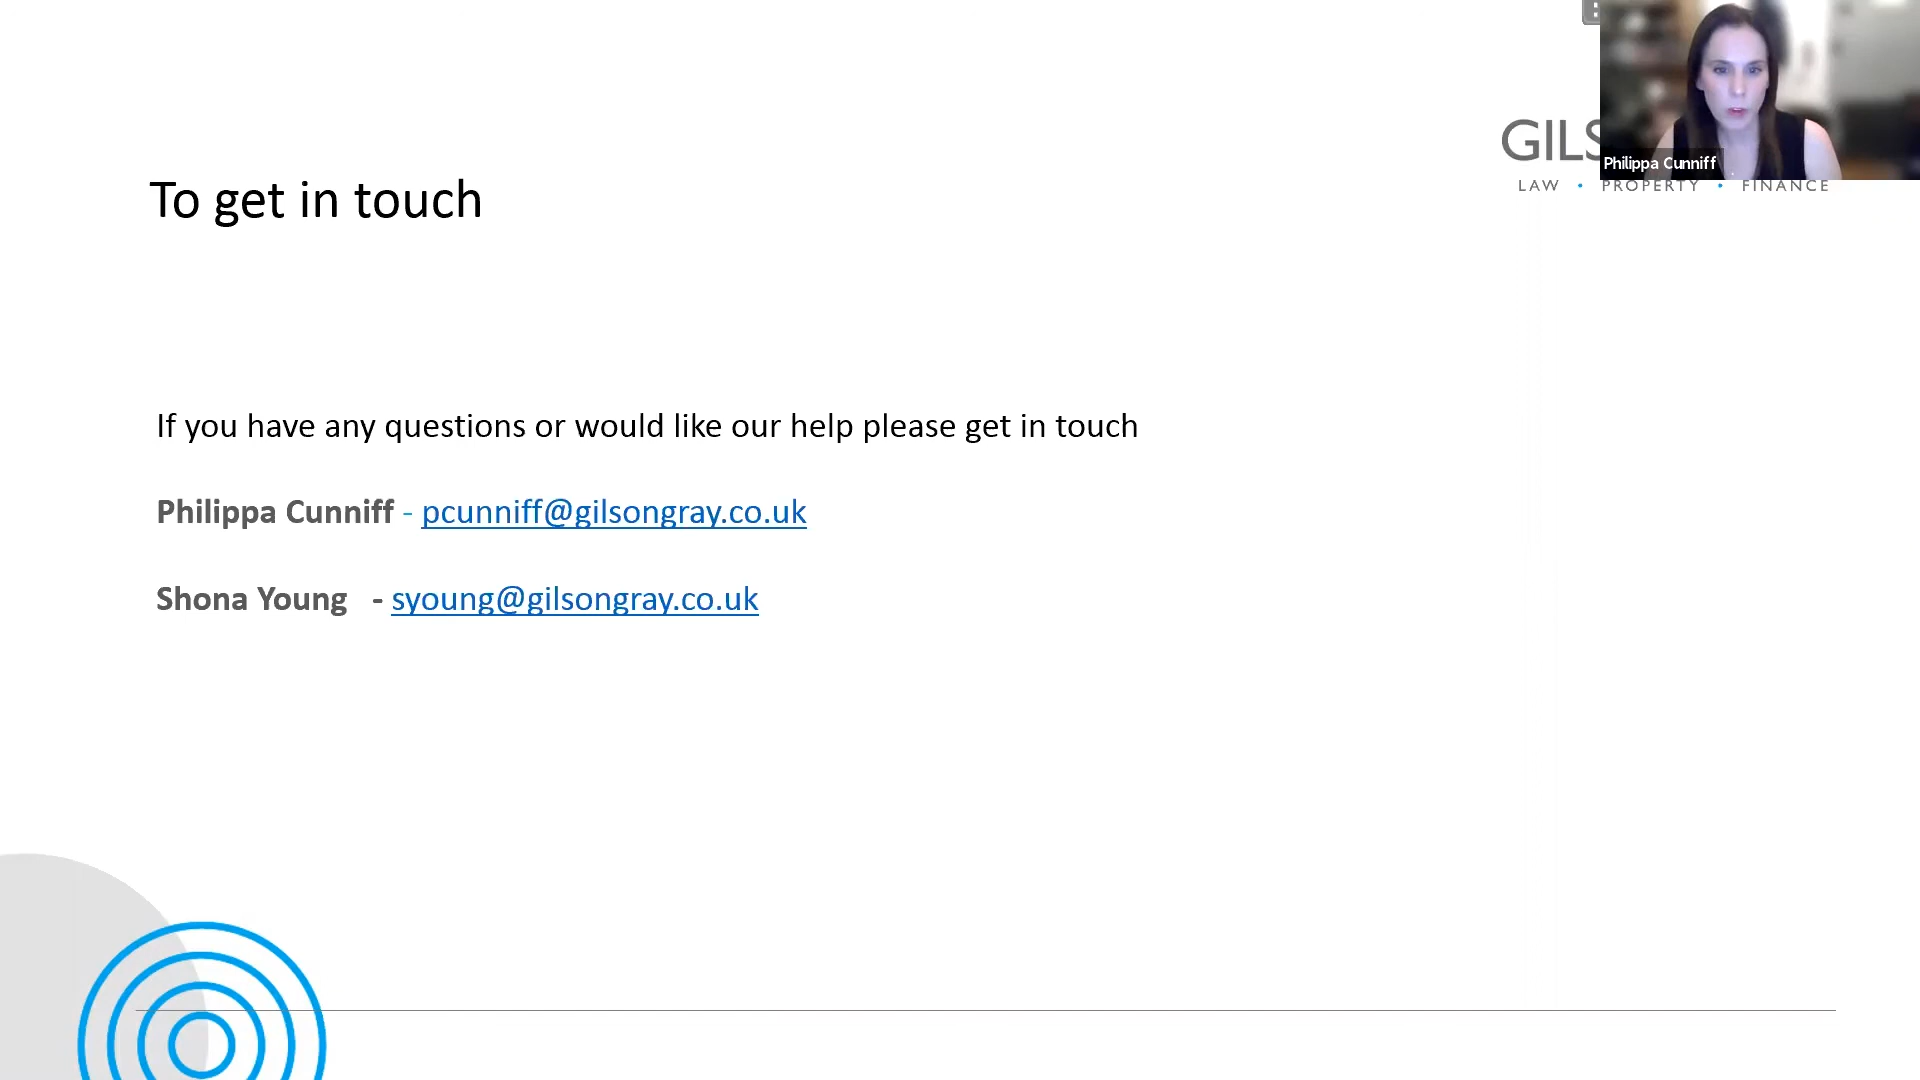 GILS
Philippa Cunniff
LAW • PROPERTY • FINANCE
To get in touch
If you have any questions or would like our help please get in touch
Philippa Cunniff - pcunniff@gilsongray.co.uk
Shona Young - syoung@gilsongray.co.uk